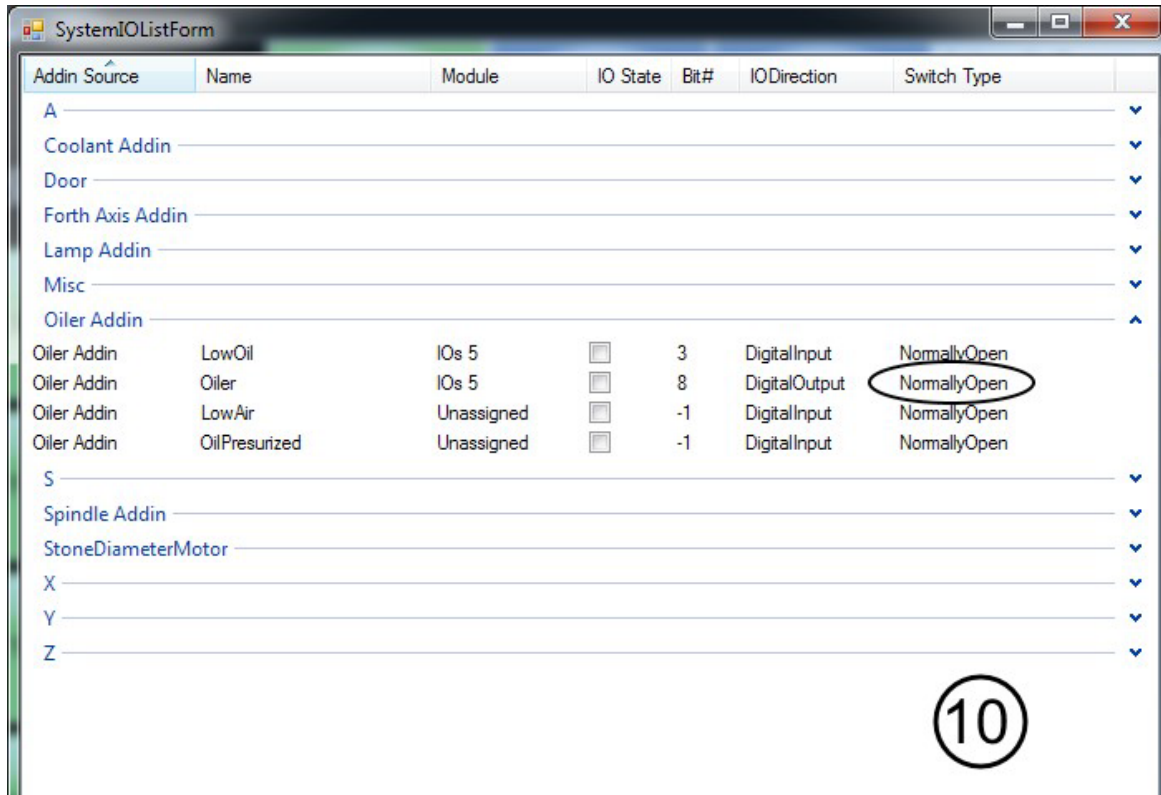 SystemIOListForm
Addin Source Name Module IO State Bit# IODirection Switch Type
A
Coolant Addin
Door
Forth Axis Addin
Lamp Addin
Misc
Oiler Addin
Oiler Addin LowOil IOs 5 3 DigitalInput NormallyOpen
Oiler Addin Oiler IOs 5 8 DigitalOutput NormallyOpen
Oiler Addin LowAir Unassigned -1 DigitalInput NormallyOpen
Oiler Addin OilPresurized Unassigned -1 DigitalInput NormallyOpen
S
Spindle Addin
StoneDiameterMotor
X
Y
Z
10